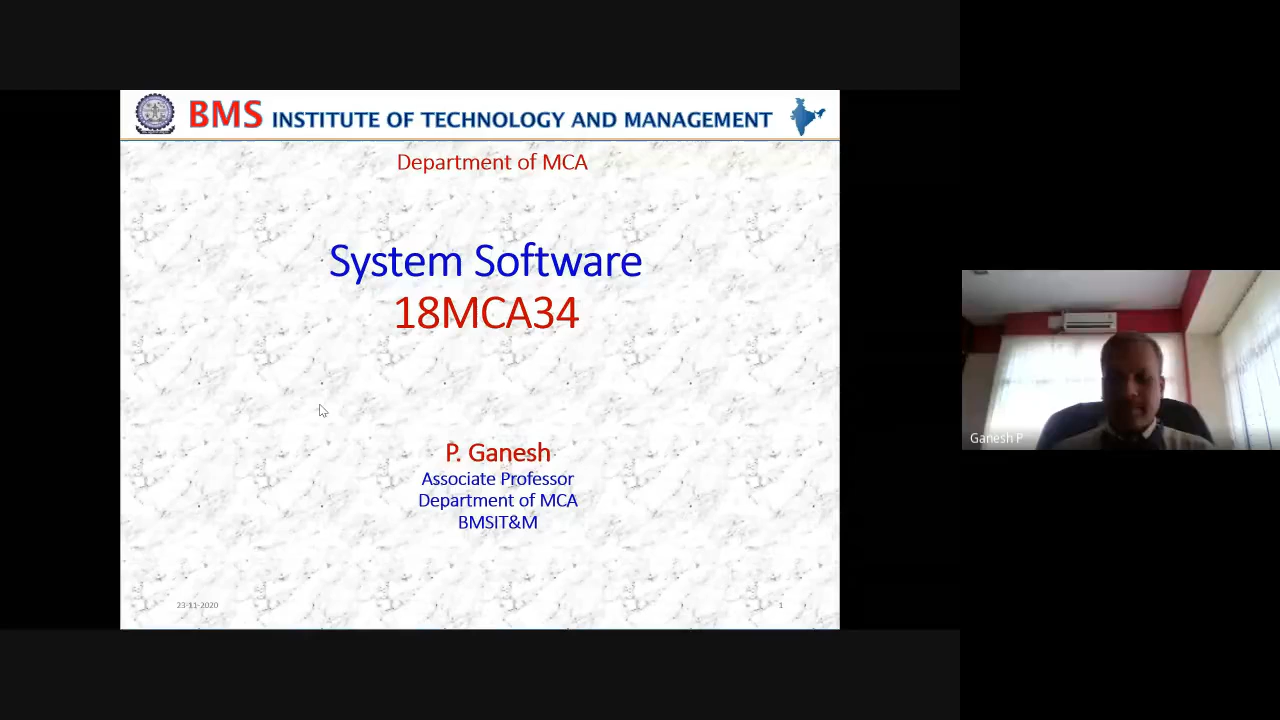 BMS INSTITUTE OF TECHNOLOGY AND MANAGEMENT
Department of MCA
System Software
18MCA34
P. Ganesh
Associate Professor
Department of MCA
BMSIT&M
23-11-2020
1
Ganesh P